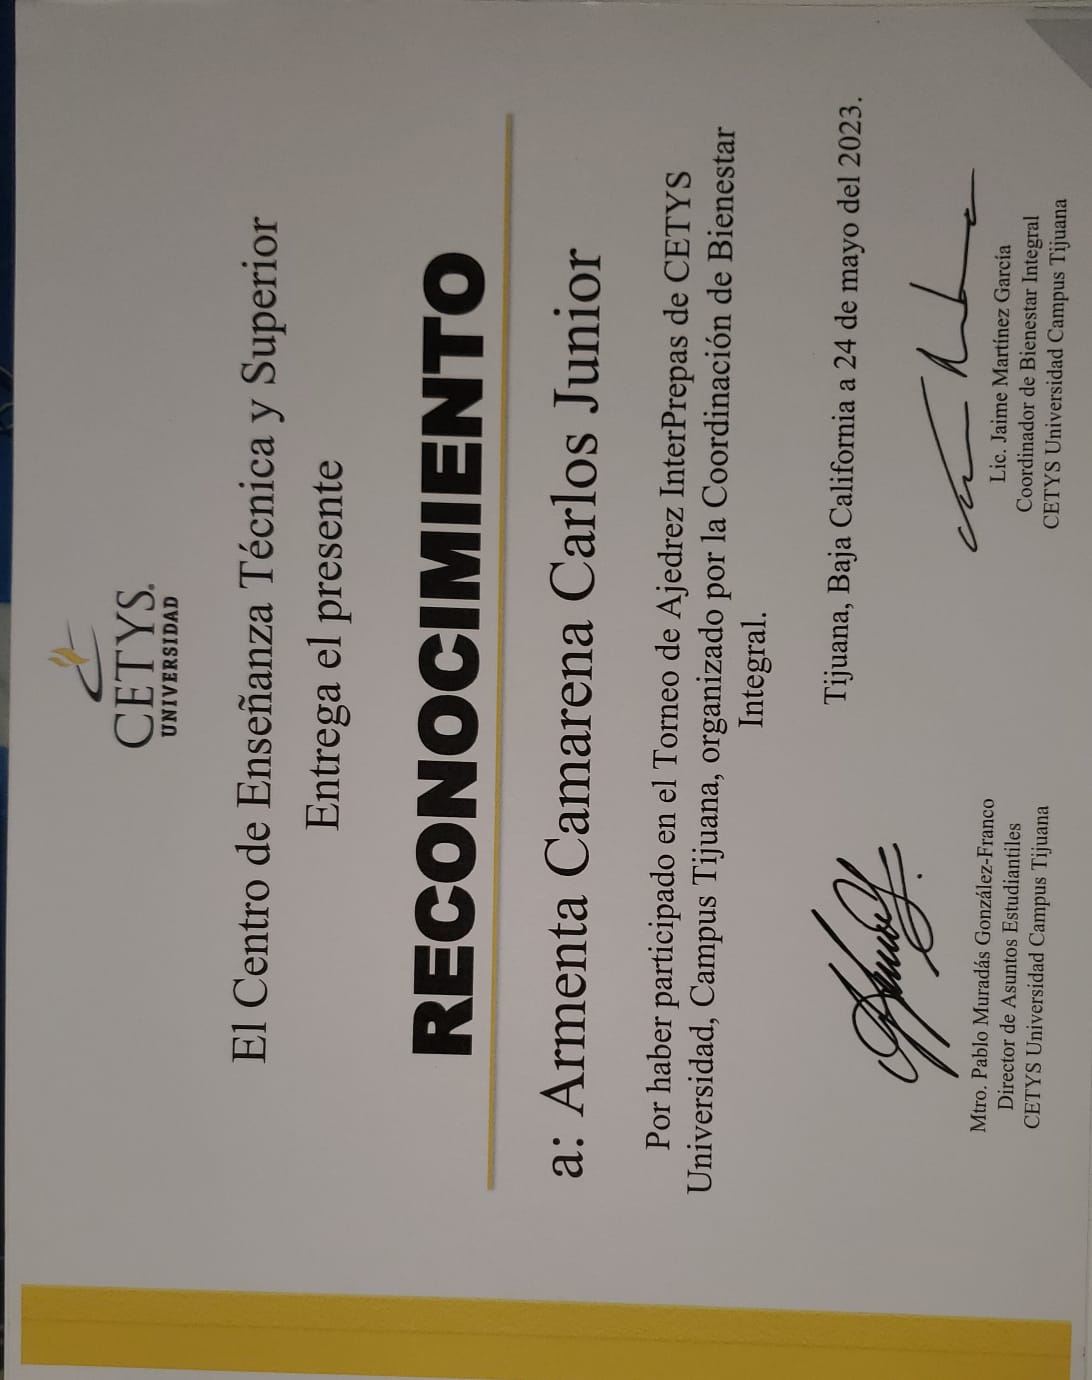 CETYS
UNIVERSIDAD
El Centro de Enseñanza Técnica y Superior
Entrega el presente
RECONOCIMIENTO
a: Armenta Camarena Carlos Junior
Por haber participado en el Torneo de Ajedrez InterPrepas de CETYS
Universidad, Campus Tijuana, organizado por la Coordinación de Bienestar
Integral.
Tijuana, Baja California a 24 de mayo del 2023.
Mtro. Pablo Muradás González-Franco
Director de Asuntos Estudiantiles
CETYS Universidad Campus Tijuana
Lic. Jaime Martínez García
Coordinador de Bienestar Integral
CETYS Universidad Campus Tijuana